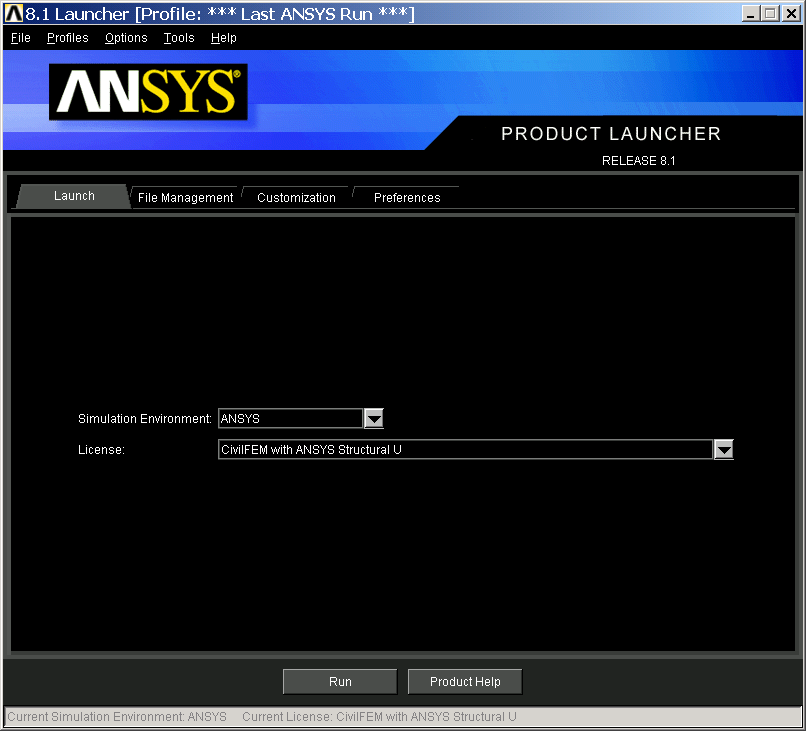 8.1 Launcher [Profile: *** Last ANSYS Run ***]
File Profiles Options Tools Help
ANSYS®
PRODUCT LAUNCHER
RELEASE 8.1
Launch File Management Customization Preferences
Simulation Environment: ANSYS
License: CivilFEM with ANSYS Structural U
Run Product Help
Current Simulation Environment: ANSYS Current License: CivilFEM with ANSYS Structural U